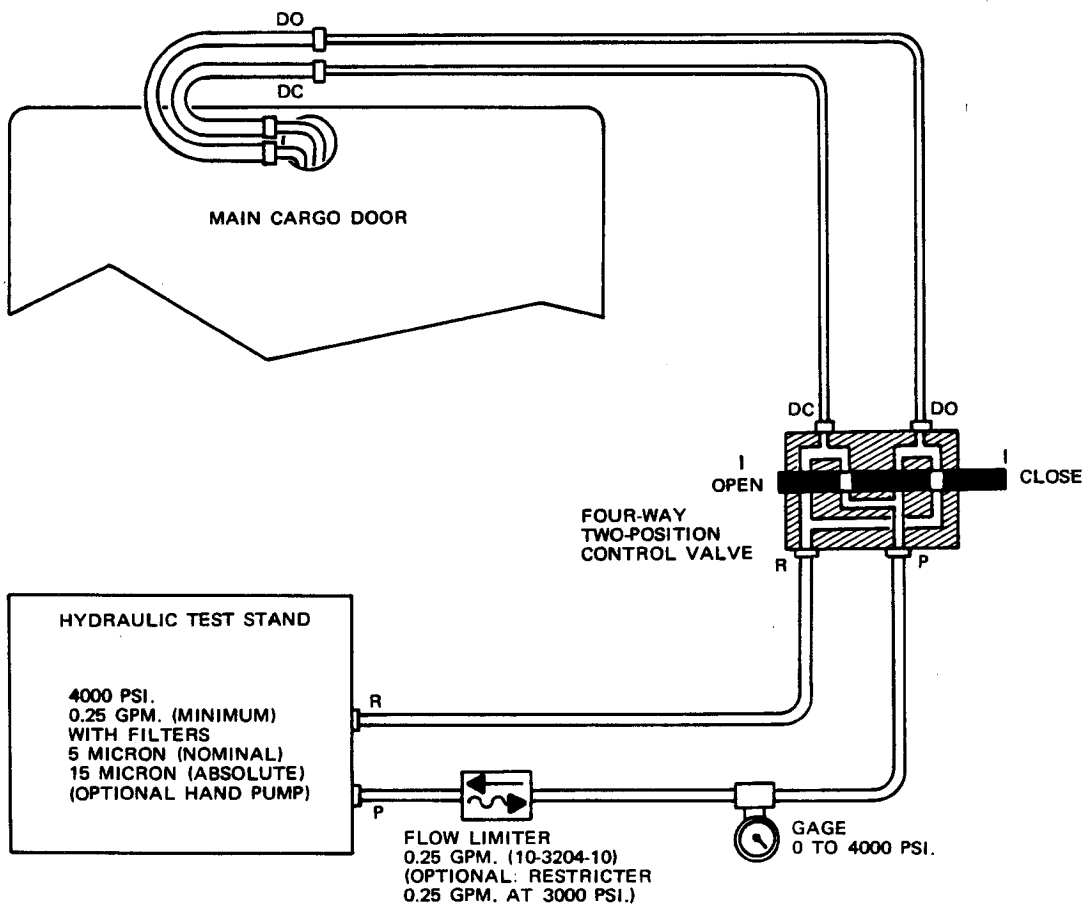 DO
DC
MAIN CARGO DOOR
DC
DO
OPEN
CLOSE
FOUR-WAY
TWO-POSITION
CONTROL VALVE
R
P
HYDRAULIC TEST STAND
4000 PSI.
0.25 GPM. (MINIMUM)
WITH FILTERS
5 MICRON (NOMINAL)
15 MICRON (ABSOLUTE)
(OPTIONAL HAND PUMP)
R
P
FLOW LIMITER
0.25 GPM. (10-3204-10)
(OPTIONAL: RESTRICTER
0.25 GPM. AT 3000 PSI.)
GAGE
0 TO 4000 PSI.